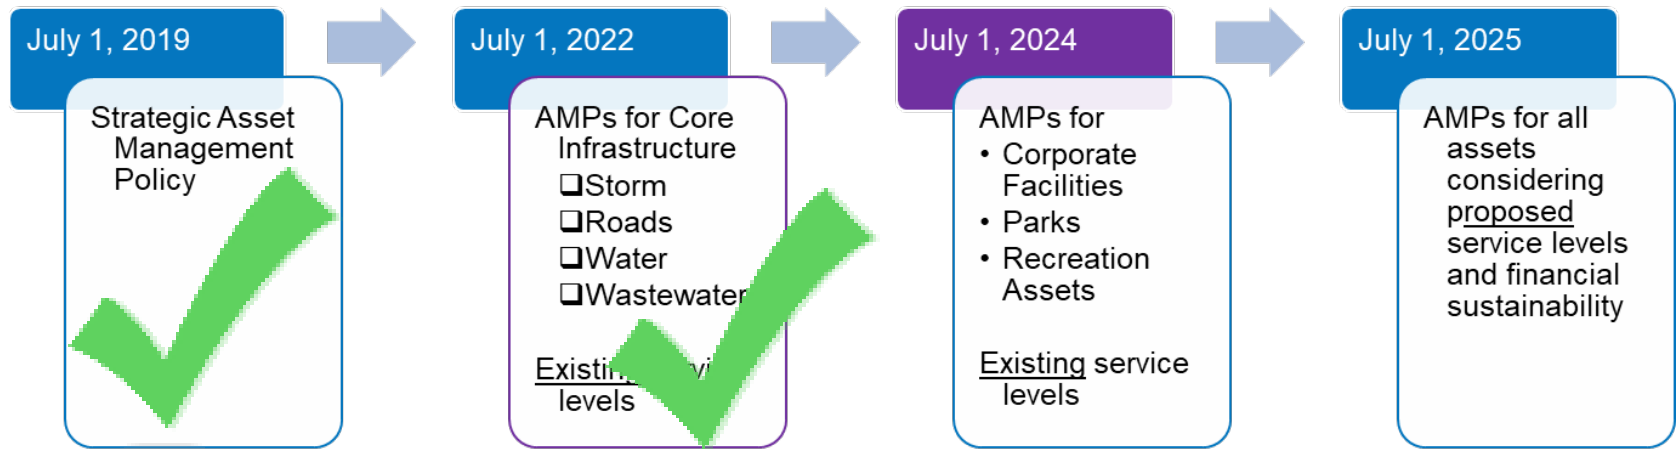 July 1, 2019
Strategic Asset
Management
Policy
July 1, 2022
AMPs for Core
Infrastructure
❑Storm
❑Roads
❑Water
❑Wastewater
Existing
levels
July 1, 2024
AMPs for
• Corporate
Facilities
• Parks
• Recreation
Assets
Existing service
levels
July 1, 2025
AMPs for all
assets
considering
proposed
service levels
and financial
sustainability